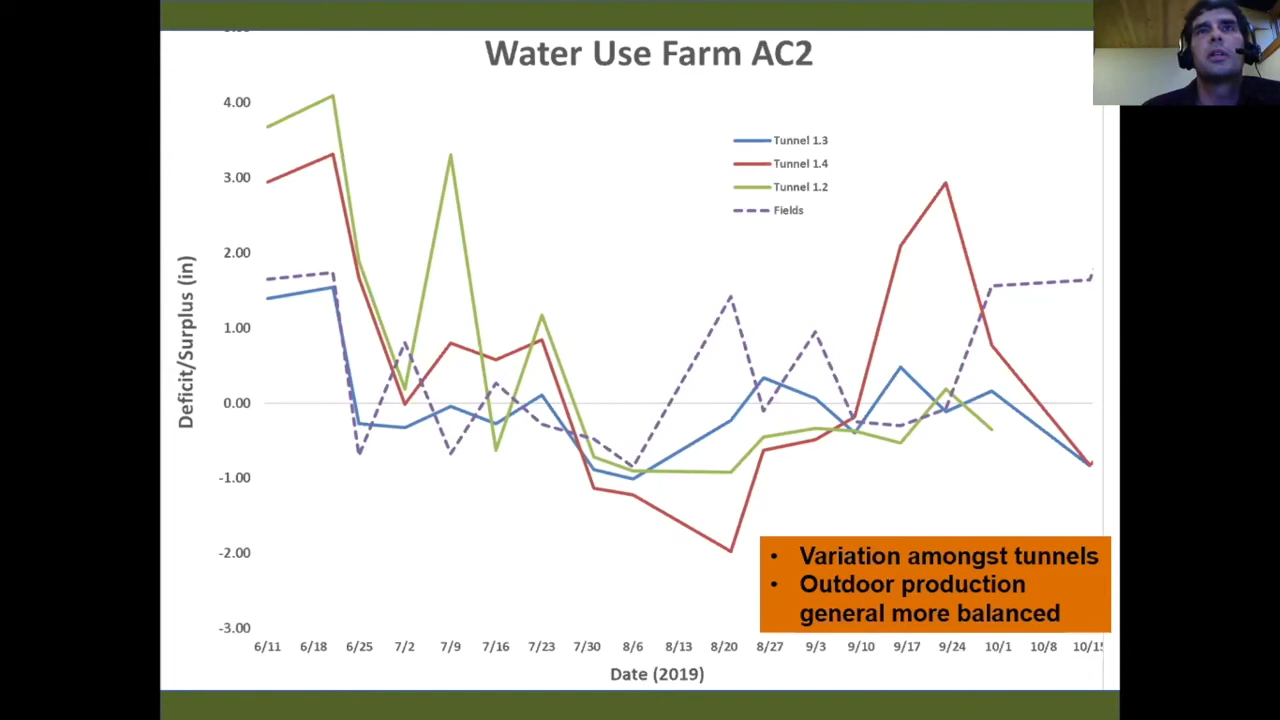 Water Use Farm AC2
4.00
3.00
2.00
1.00
0.00
-1.00
-2.00
-3.00
Deficit/Surplus (in)
Tunnel 1.3
Tunnel 1.4
Tunnel 1.2
Fields
• Variation amongst tunnels
• Outdoor production
general more balanced
6/11 6/18 6/25 7/2 7/9 7/16 7/23 7/30 8/6 8/13 8/20 8/27 9/3 9/10 9/17 9/24 10/1 10/8 10/15
Date (2019)